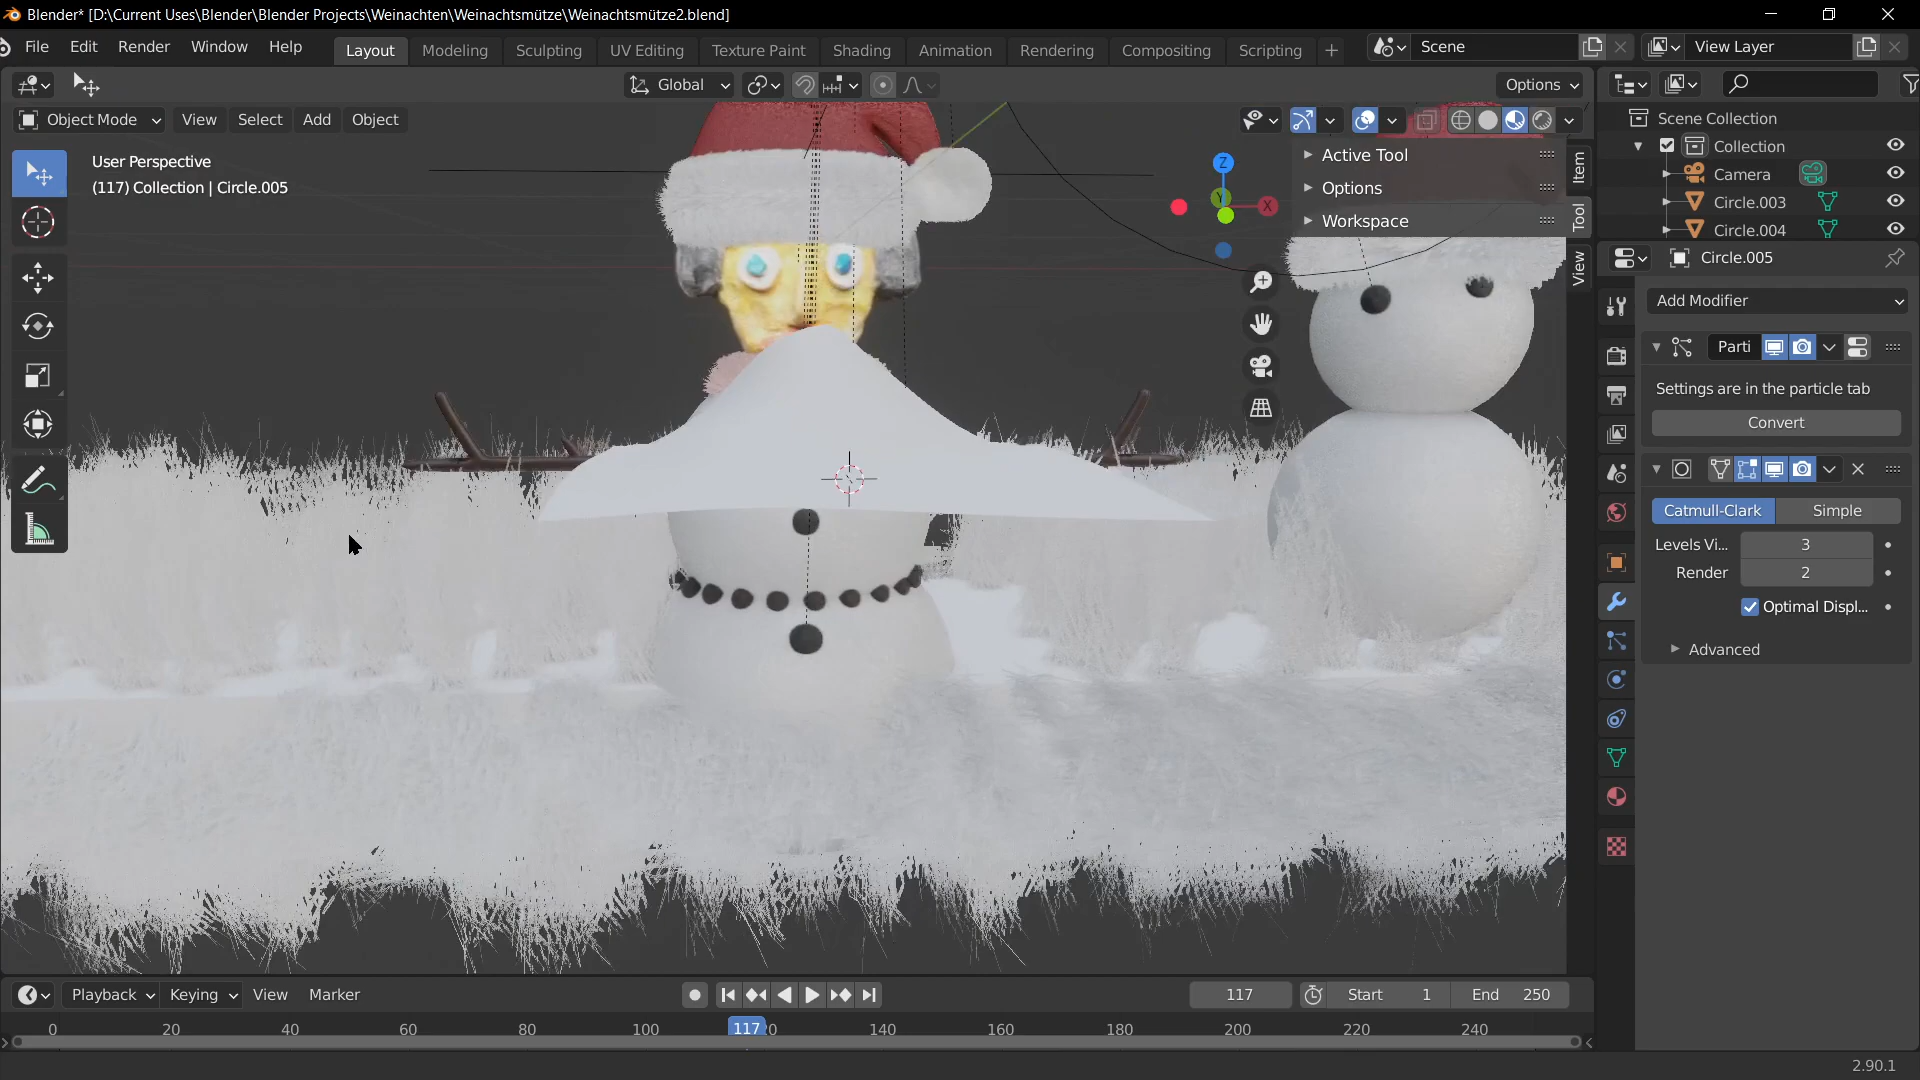 Blender* [D:\Current Uses\Blender\Blender Projects\Weinachten\Weinachtsmütze\Weinachtsmütze2.blend]
File Edit Render Window Help Layout Modeling Sculpting UV Editing Texture Paint Shading Animation Rendering Compositing Scripting + Scene View Layer
Global Options
Object Mode View Select Add Object
User Perspective
(117) Collection | Circle.005
Z
Y
X
Active Tool
Options
Workspace
Item
Tool
View
Scene Collection
Collection
Camera
Circle.003
Circle.004
Circle.005
Add Modifier
Parti
Settings are in the particle tab
Convert
Catmull-Clark Simple
Levels Vi... 3
Render 2
Optimal Displ...
Advanced
Playback Keying View Marker 117 Start 1 End 250
0 20 40 60 80 100 117 140 160 180 200 220 240
2.90.1